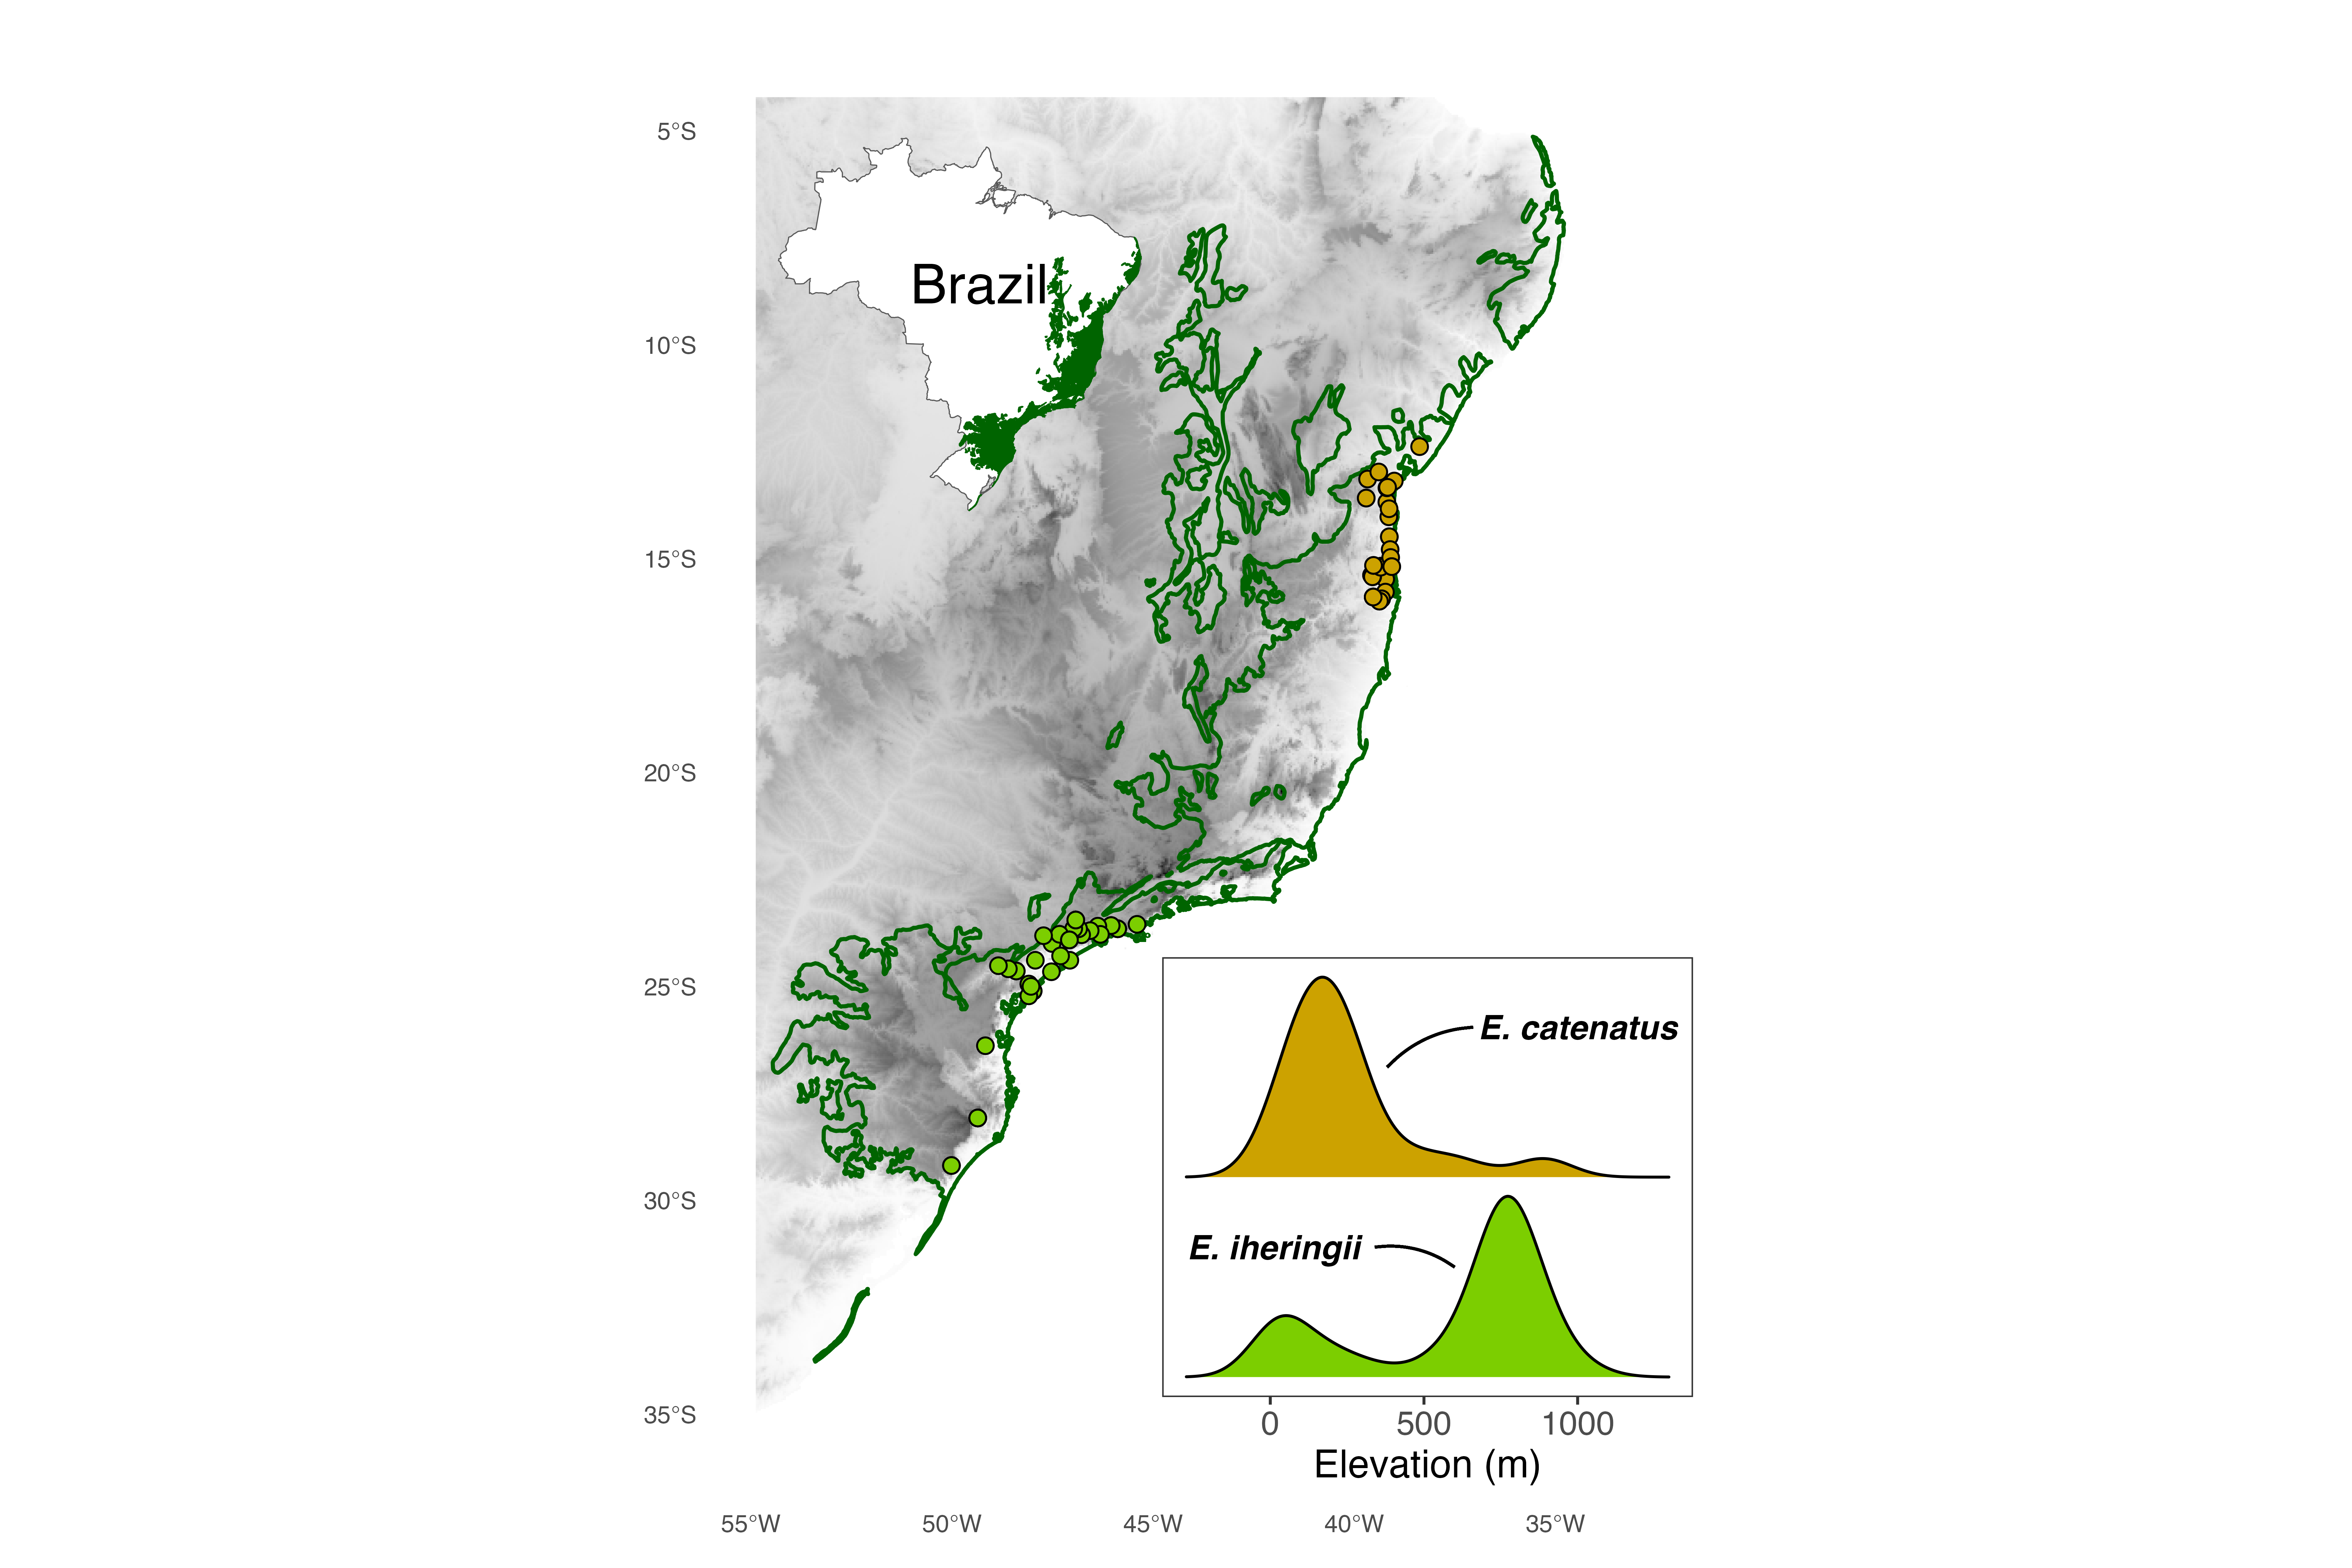 5°S
10°S
15°S
20°S
25°S
30°S
35°S
Brazil
E. catenatus
E. iheringii
0 500 1000
Elevation (m)
55°W 50°W 45°W 40°W 35°W